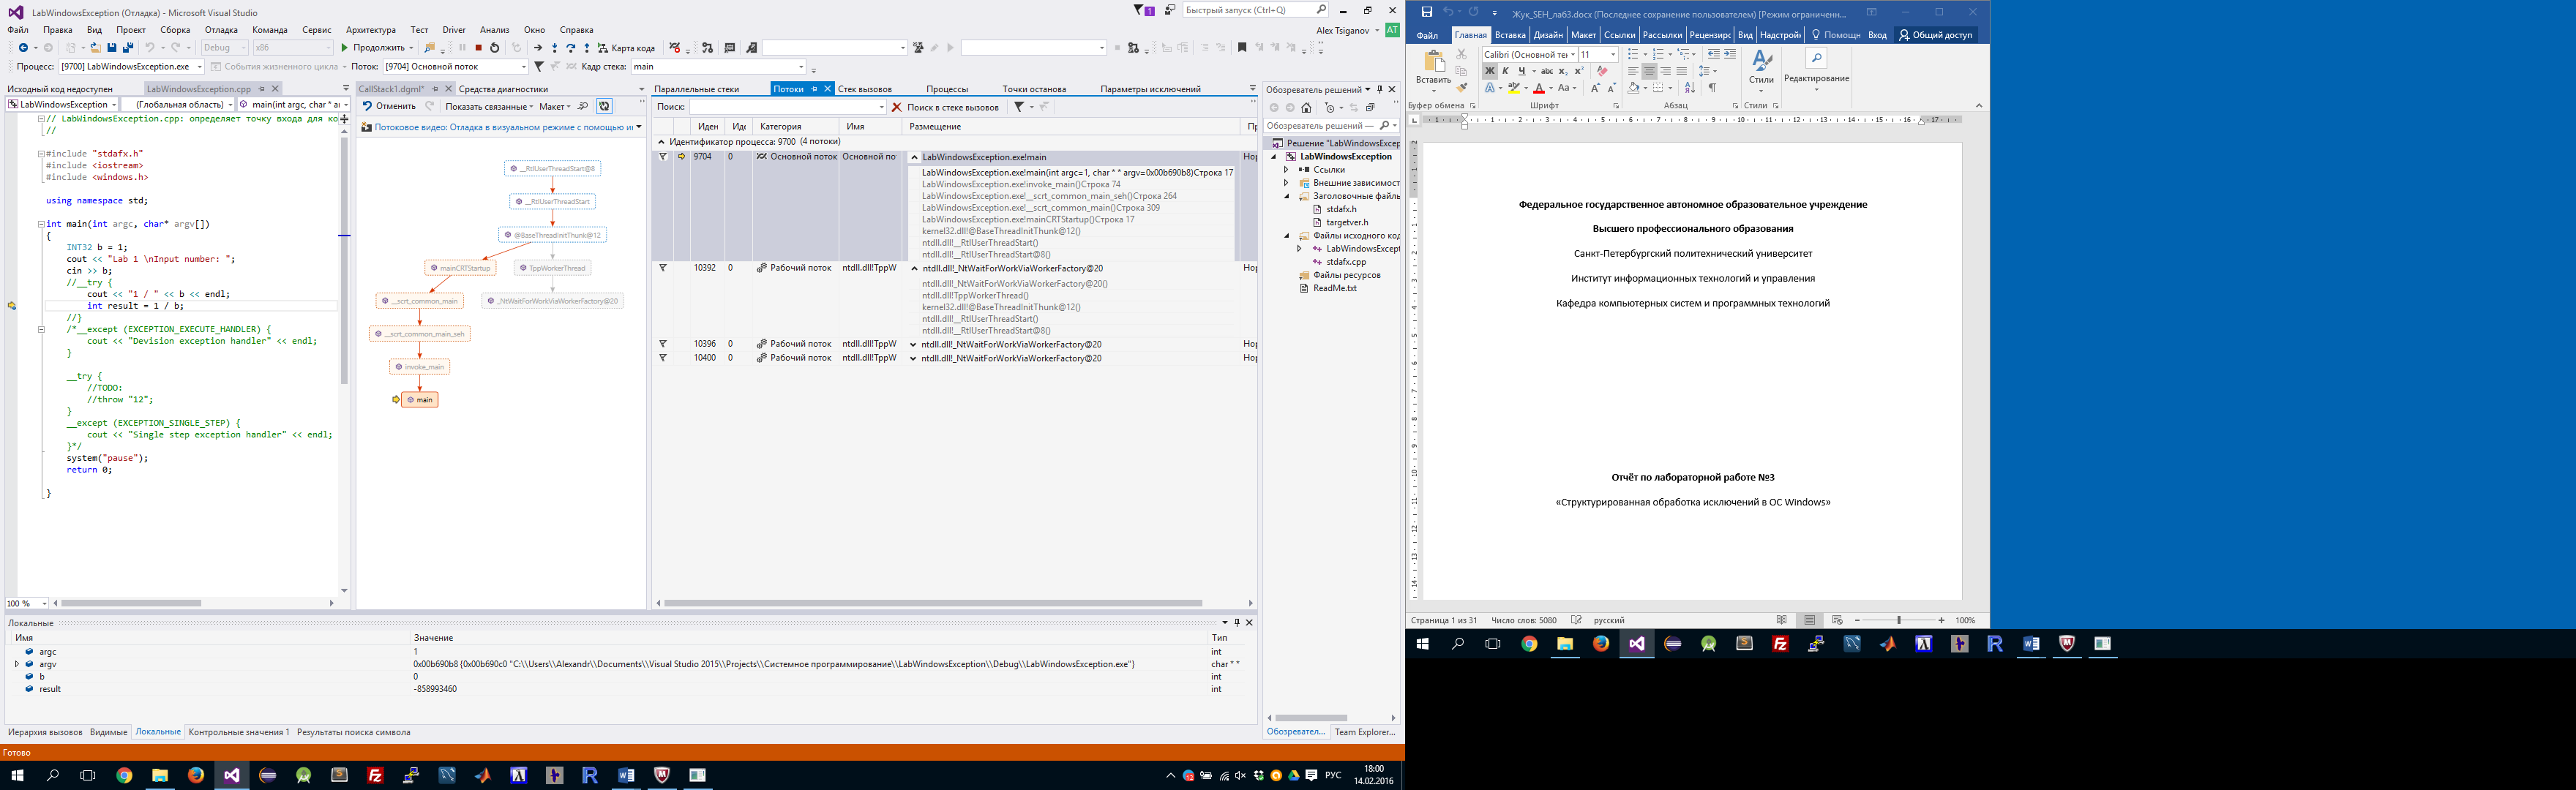 LabWindowsException (Отладка) - Microsoft Visual Studio
1
Быстрый запуск (Ctrl+Q)
Файл Правка Вид Проект Сборка Отладка Команда Сервис Архитектура Тест Driver Анализ Окно Справка
Alex Tsiganov AT
Debug x86 Продолжить Карта кода
Процесс: [9700] LabWindowsException.exe События жизненного цикла Поток: [9704] Основной поток Кадр стека: main
Исходный код недоступен LabWindowsException.cpp
LabWindowsException (Глобальная область) main(int argc, char * a
// LabWindowsException.cpp: определяет точку входа для ко
//
#include "stdafx.h"
#include <iostream>
#include <windows.h>
using namespace std;
int main(int argc, char* argv[])
{
INT32 b = 1;
cout << "Lab 1 \nInput number: ";
cin >> b;
//__try {
cout << "1 / " << b << endl;
int result = 1 / b;
//}
/*__except (EXCEPTION_EXECUTE_HANDLER) {
cout << "Devision exception handler" << endl;
}
__try {
//TODO:
//throw "12";
}
__except (EXCEPTION_SINGLE_STEP) {
cout << "Single step exception handler" << endl;
}*/
system("pause");
return 0;
}
100 %
CallStack1.dgml* Средства диагностики
Отменить Показать связанные Макет
Потоковое видео: Отладка в визуальном режиме с помощью и
__RtlUserThreadStart@8
__RtlUserThreadStart
@BaseThreadInitThunk@12
mainCRTStartup TppWorkerThread
__scrt_common_main _NtWaitForWorkViaWorkerFactory@20
__scrt_common_main_seh
invoke_main
main
Параллельные стеки Потоки Стек вызовов Процессы Точки останова Параметры исключений
Поиск: Поиск в стеке вызовов
Иден Иде Категория Имя Размещение Пр
Идентификатор процесса: 9700 (4 потоки)
9704 0 Основной поток Основной по LabWindowsException.exe!main Нор
LabWindowsException.exe!main(int argc=1, char * * argv=0x00b690b8)Строка 17
LabWindowsException.exe!invoke_main()Строка 74
LabWindowsException.exe!__scrt_common_main_seh()Строка 264
LabWindowsException.exe!__scrt_common_main()Строка 309
LabWindowsException.exe!mainCRTStartup()Строка 17
kernel32.dll!@BaseThreadInitThunk@12()
ntdll.dll!__RtlUserThreadStart()
ntdll.dll!__RtlUserThreadStart@8()
10392 0 Рабочий поток ntdll.dll!TppW ntdll.dll!_NtWaitForWorkViaWorkerFactory@20 Нор
ntdll.dll!_NtWaitForWorkViaWorkerFactory@20()
ntdll.dll!TppWorkerThread()
kernel32.dll!@BaseThreadInitThunk@12()
ntdll.dll!__RtlUserThreadStart()
ntdll.dll!__RtlUserThreadStart@8()
10396 0 Рабочий поток ntdll.dll!TppW ntdll.dll!_NtWaitForWorkViaWorkerFactory@20 Нор
10400 0 Рабочий поток ntdll.dll!TppW ntdll.dll!_NtWaitForWorkViaWorkerFactory@20 Нор
Обозреватель решений
Обозреватель решений —
Решение "LabWindowsExcep
LabWindowsException
Ссылки
Внешние зависимост
Заголовочные файлы
stdafx.h
targetver.h
Файлы исходного код
LabWindowsExcept
stdafx.cpp
Файлы ресурсов
ReadMe.txt
Обозревател... Team Explorer...
Локальные
Имя Значение Тип
argc 1 int
argv 0x00b690b8 {0x00b690c0 "C:\\Users\\Alexandr\\Documents\\Visual Studio 2015\\Projects\\Системное программирование\\LabWindowsException\\Debug\\LabWindowsException.exe"} char * *
b 0 int
result -858993460 int
Иерархия вызовов Видимые Локальные Контрольные значения 1 Результаты поиска символа
Готово
РУС 18:00
14.02.2016
Жук_SEH_лаб3.docx (Последнее сохранение пользователем) [Режим ограниченн...
Файл Главная Вставка Дизайн Макет Ссылки Рассылки Рецензирс Вид Надстройі Помощн Вход Общий доступ
Вставить
Calibri (Основной тек 11
Ж К Ч abc x₂ x²
Aa
Стили Редактирование
Буфер обмена Шрифт Абзац Стили
Федеральное государственное автономное образовательное учреждение
Высшего профессионального образования
Санкт-Петербургский политехнический университет
Институт информационных технологий и управления
Кафедра компьютерных систем и программных технологий
Отчёт по лабораторной работе №3
«Структурированная обработка исключений в ОС Windows»
Страница 1 из 31 Число слов: 5080 русский 100%